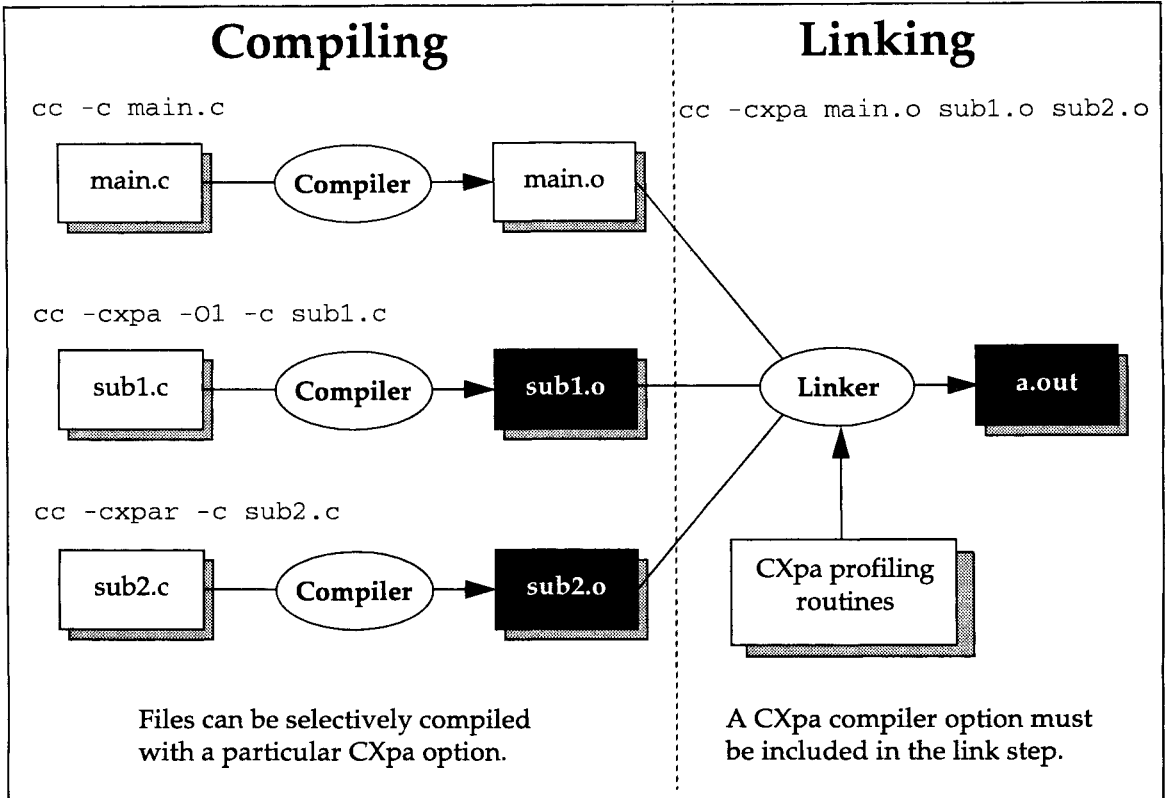 Compiling
Linking
cc -c main.c
cc -cxpa main.o sub1.o sub2.o
main.c
Compiler
main.o
cc -cxpa -O1 -c sub1.c
sub1.c
Compiler
sub1.o
Linker
a.out
cc -cxpar -c sub2.c
sub2.c
Compiler
sub2.o
CXpa profiling
routines
Files can be selectively compiled
with a particular CXpa option.
A CXpa compiler option must
be included in the link step.